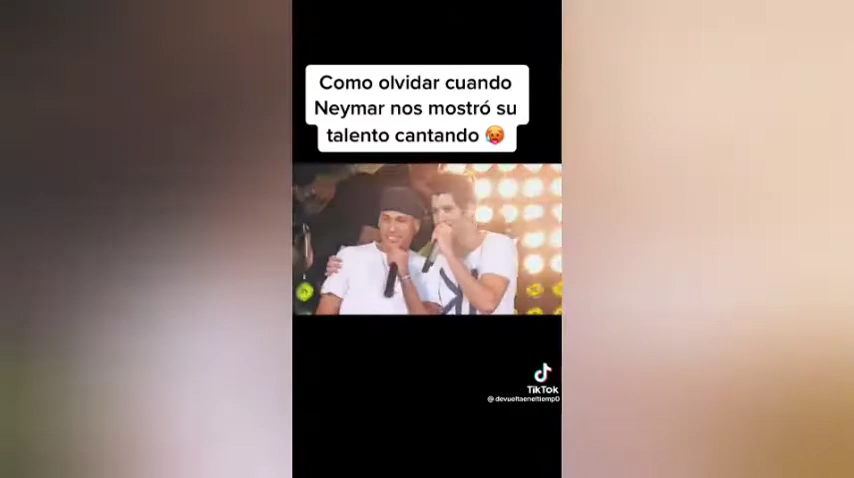 Como olvidar cuando
Neymar nos mostró su
talento cantando 🥵
TikTok
@devueltaeneltiemp0